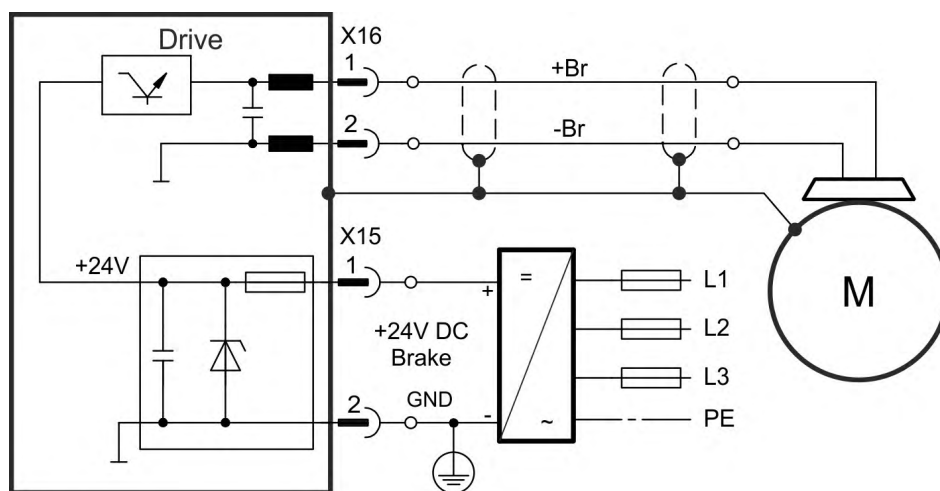 Drive
X16
1
+Br
2
-Br
X15
+24V
1
+
=
L1
M
+24V DC
Brake
L2
L3
2
GND
-
~
PE